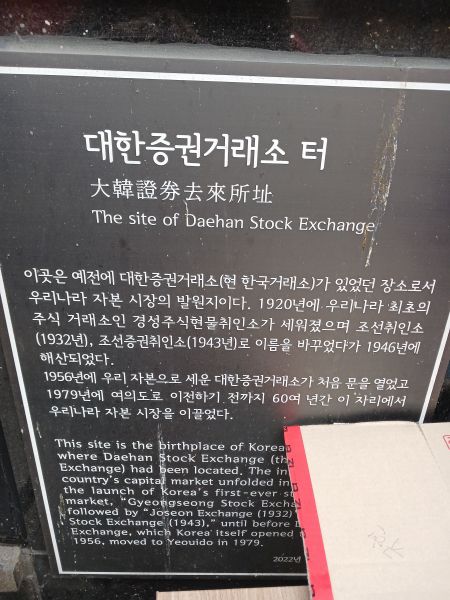 대한증권거래소 터
大韓證券去來所址
The site of Daehan Stock Exchange
이곳은 예전에 대한증권거래소(현 한국거래소)가 있었던 장소로서
우리나라 자본 시장의 발원지이다. 1920년에 우리나라 최초의
주식 거래소인 경성주식현물취인소가 세워졌으며 조선취인소
(1932년), 조선증권취인소(1943년)로 이름을 바꾸었다가 1946년에
해산되었다.
1956년에 우리 자본으로 세운 대한증권거래소가 처음 문을 열었고
1979년에 여의도로 이전하기 전까지 60여 년간 이 자리에서
우리나라 자본 시장을 이끌었다.
This site is the birthplace of Korean
where Daehan Stock Exchange (th
Exchange) had been located. The in
country's capital market unfolded in
the launch of Korea's first-ever st
market, "Gyeongseong Stock Excha
followed by "Joseon Exchange (1932)"
Stock Exchange (1943)," until before
Exchange, which Korea itself opened
1956, moved to Yeouido in 1979.
2022년